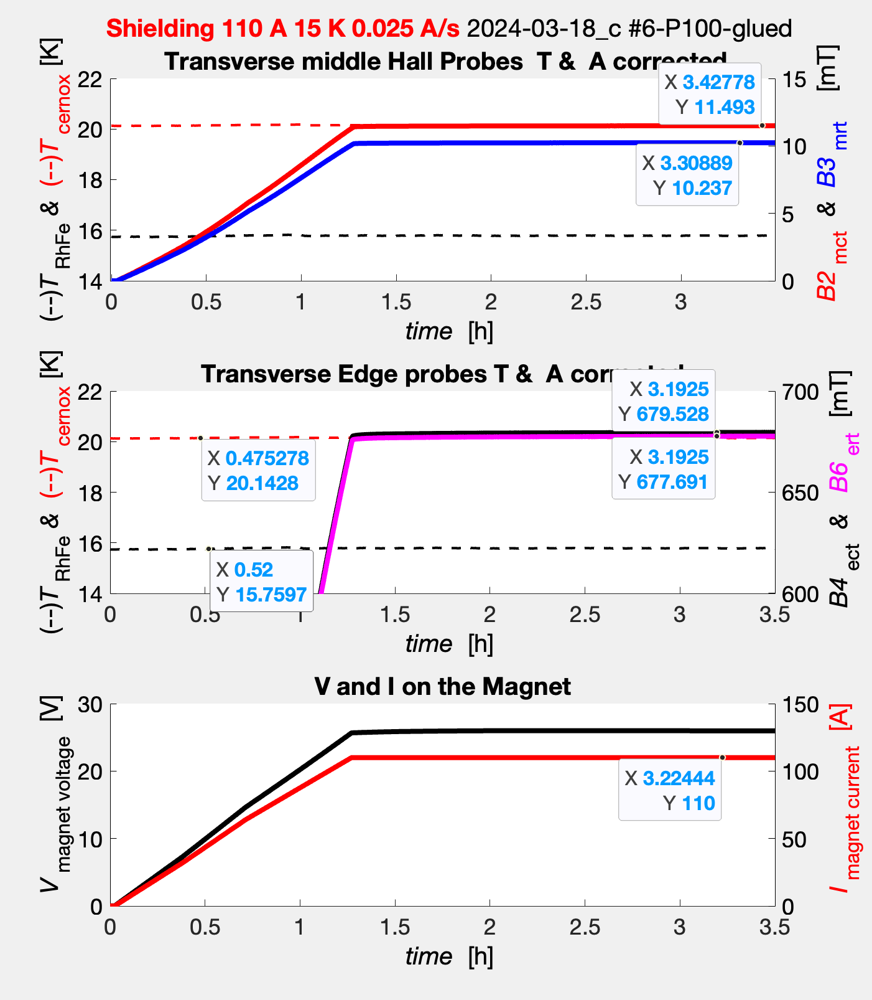 Shielding 110 A 15 K 0.025 A/s 2024-03-18_c #6-P100-glued
Transverse middle Hall Probes T & A corrected
(--)T RhFe & (--)T cernox [K]
22
20
18
16
14
X 3.42778
Y 11.493
X 3.30889
Y 10.237
15
10
5
0
B2 mct & B3 mrt [mT]
0 0.5 1 1.5 2 2.5 3
time [h]
Transverse Edge probes T & A corrected
(--)T RhFe & (--)T cernox [K]
22
20
18
16
14
X 3.1925
Y 679.528
X 3.1925
Y 677.691
X 0.475278
Y 20.1428
X 0.52
Y 15.7597
700
650
600
B4 ect & B6 ert [mT]
0 0.5 1 1.5 2 2.5 3 3.5
time [h]
V and I on the Magnet
V magnet voltage [V]
30
20
10
0
X 3.22444
Y 110
150
100
50
0
I magnet current [A]
0 0.5 1 1.5 2 2.5 3 3.5
time [h]